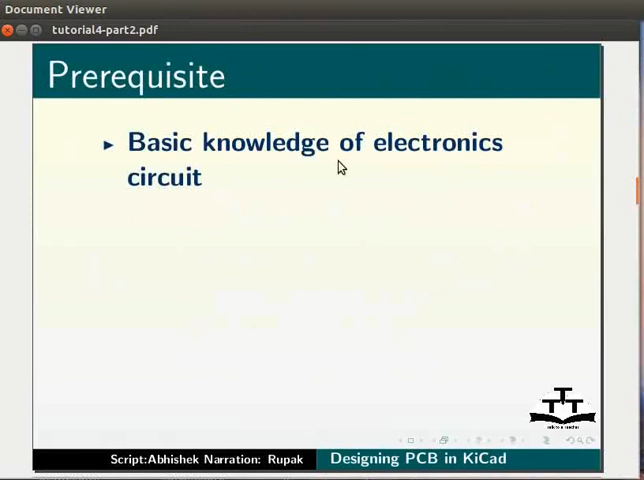 Document Viewer
tutorial4-part2.pdf
Prerequisite
Basic knowledge of electronics
circuit
Script:Abhishek Narration: Rupak
Designing PCB in KiCad